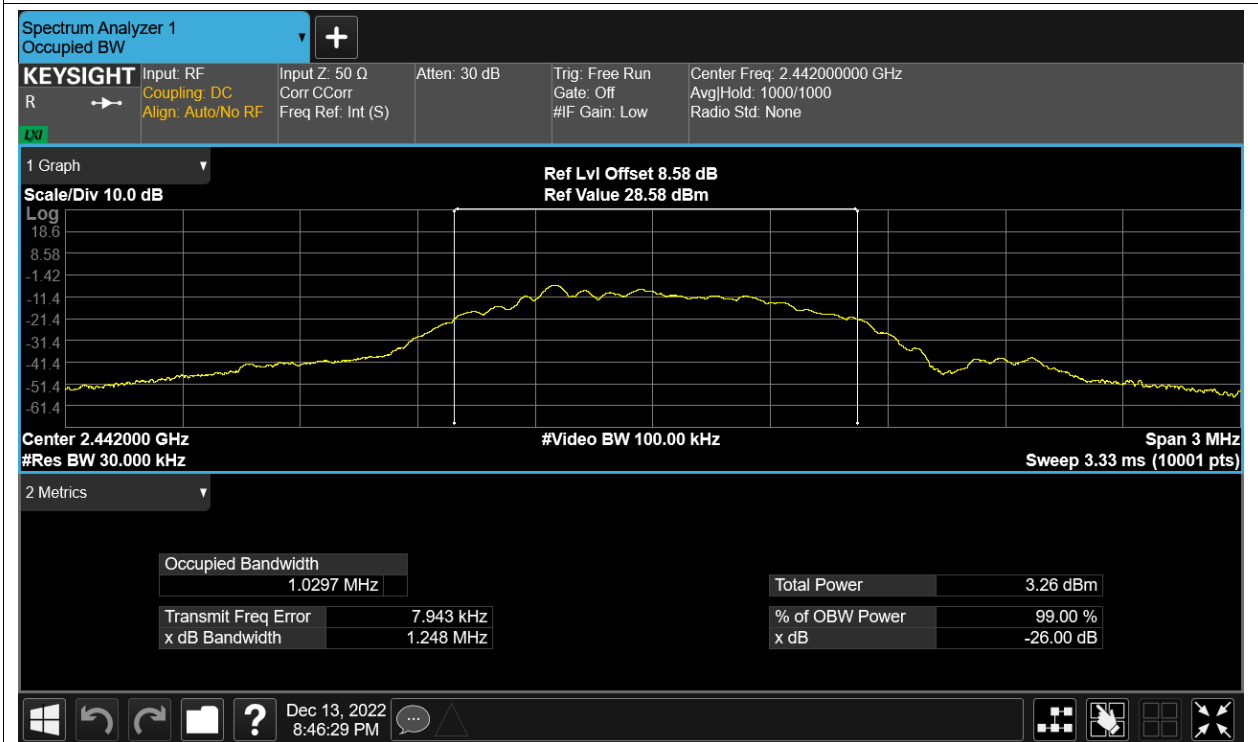 Spectrum Analyzer 1
Occupied BW
+
KEYSIGHT
R
LXI
Input: RF
Coupling: DC
Align: Auto/No RF
Input Z: 50 Ω
Corr CCorr
Freq Ref: Int (S)
Atten: 30 dB
Trig: Free Run
Gate: Off
#IF Gain: Low
Center Freq: 2.442000000 GHz
Avg|Hold: 1000/1000
Radio Std: None
1 Graph
Scale/Div 10.0 dB
Ref Lvl Offset 8.58 dB
Ref Value 28.58 dBm
Log
18.6
8.58
-1.42
-11.4
-21.4
-31.4
-41.4
-51.4
-61.4
Center 2.442000 GHz
#Video BW 100.00 kHz
Span 3 MHz
#Res BW 30.000 kHz
Sweep 3.33 ms (10001 pts)
2 Metrics
Occupied Bandwidth
1.0297 MHz
Transmit Freq Error 7.943 kHz
x dB Bandwidth 1.248 MHz
Total Power 3.26 dBm
% of OBW Power 99.00 %
x dB -26.00 dB
?
Dec 13, 2022
8:46:29 PM